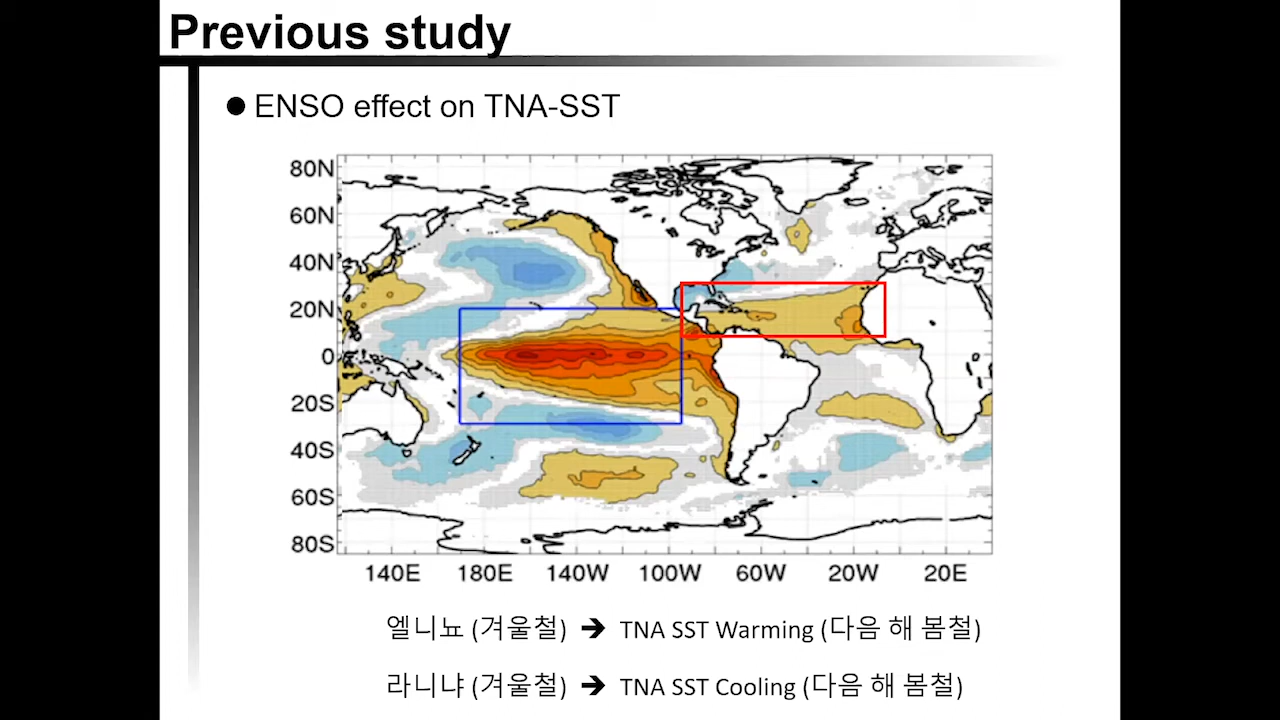 Previous study
● ENSO effect on TNA-SST
80N
60N
40N
20N
0
20S
40S
60S
80S
140E 180E 140W 100W 60W 20W 20E
엘니뇨 (겨울철) ➔ TNA SST Warming (다음 해 봄철)
라니냐 (겨울철) ➔ TNA SST Cooling (다음 해 봄철)